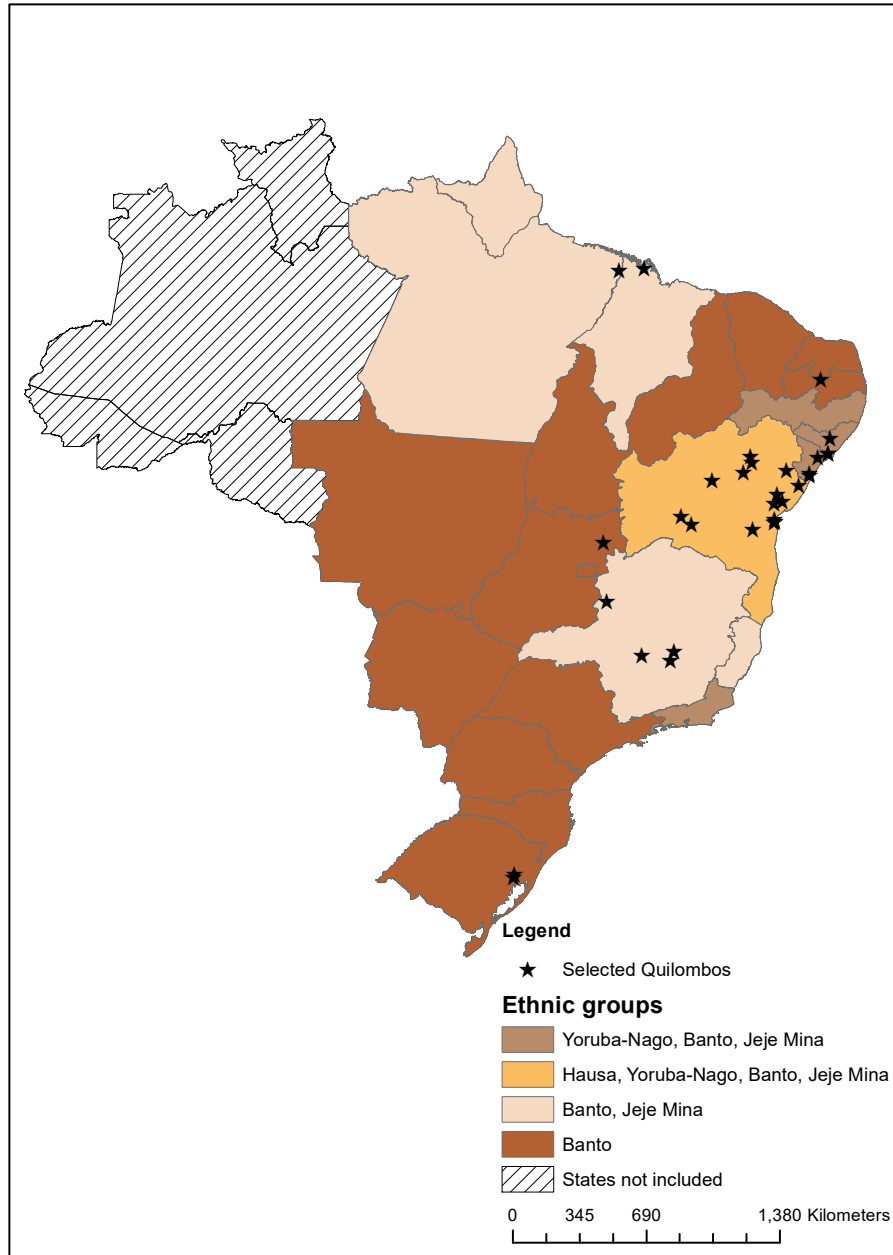 Legend
Selected Quilombos
Ethnic groups
Yoruba-Nago, Banto, Jeje Mina
Hausa, Yoruba-Nago, Banto, Jeje Mina
Banto, Jeje Mina
Banto
States not included
0 345 690 1,380 Kilometers